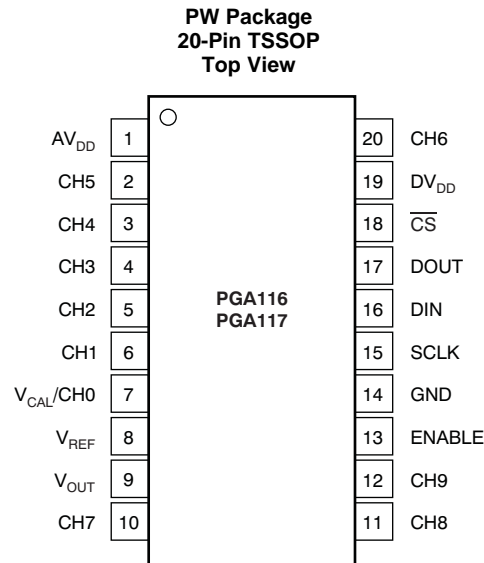 PW Package
20-Pin TSSOP
Top View
AVDD 1
CH5 2
CH4 3
CH3 4
CH2 5
CH1 6
VCAL/CH0 7
VREF 8
VOUT 9
CH7 10
PGA116
PGA117
20 CH6
19 DVDD
18 C̅S̅
17 DOUT
16 DIN
15 SCLK
14 GND
13 ENABLE
12 CH9
11 CH8